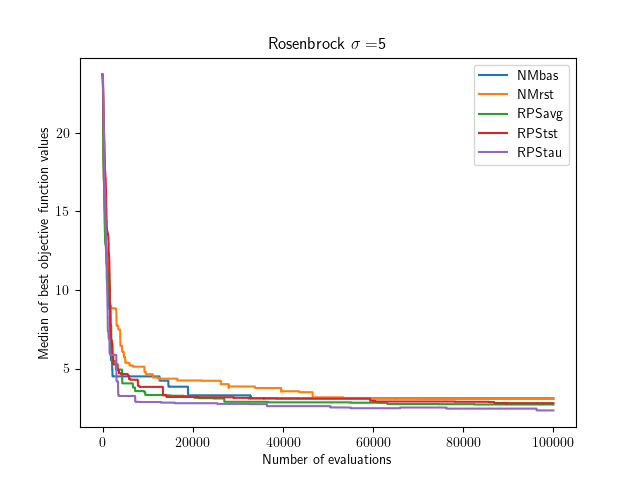 Rosenbrock σ =5
NMbas
NMrst
RPSavg
RPStst
RPStau
Median of best objective function values
20
15
10
5
0 20000 40000 60000 80000 100000
Number of evaluations